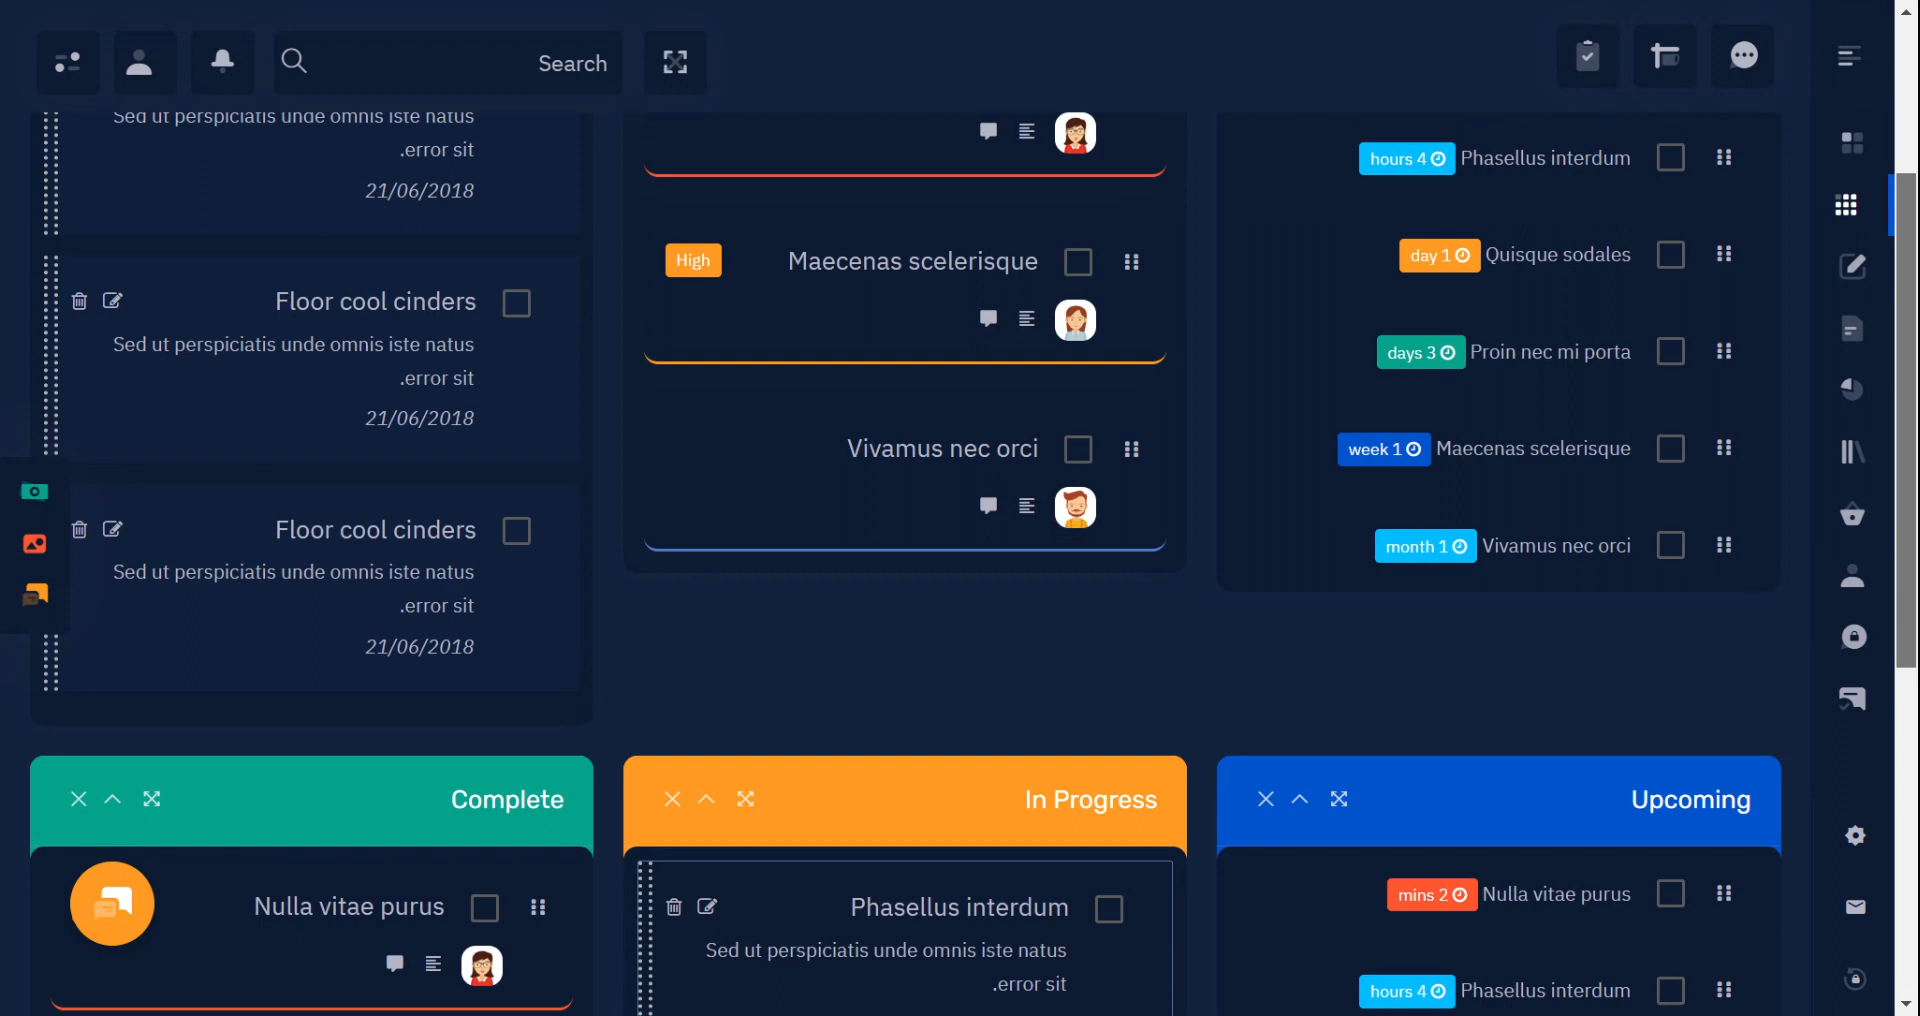 Search
Sed ut perspiciatis unde omnis iste natus
.error sit
21/06/2018
Floor cool cinders
Sed ut perspiciatis unde omnis iste natus
.error sit
21/06/2018
Floor cool cinders
Sed ut perspiciatis unde omnis iste natus
.error sit
21/06/2018
High
Maecenas scelerisque
Vivamus nec orci
hours 4 Phasellus interdum
day 1 Quisque sodales
days 3 Proin nec mi porta
week 1 Maecenas scelerisque
month 1 Vivamus nec orci
Complete
Nulla vitae purus
In Progress
Phasellus interdum
Sed ut perspiciatis unde omnis iste natus
.error sit
Upcoming
mins 2 Nulla vitae purus
hours 4 Phasellus interdum